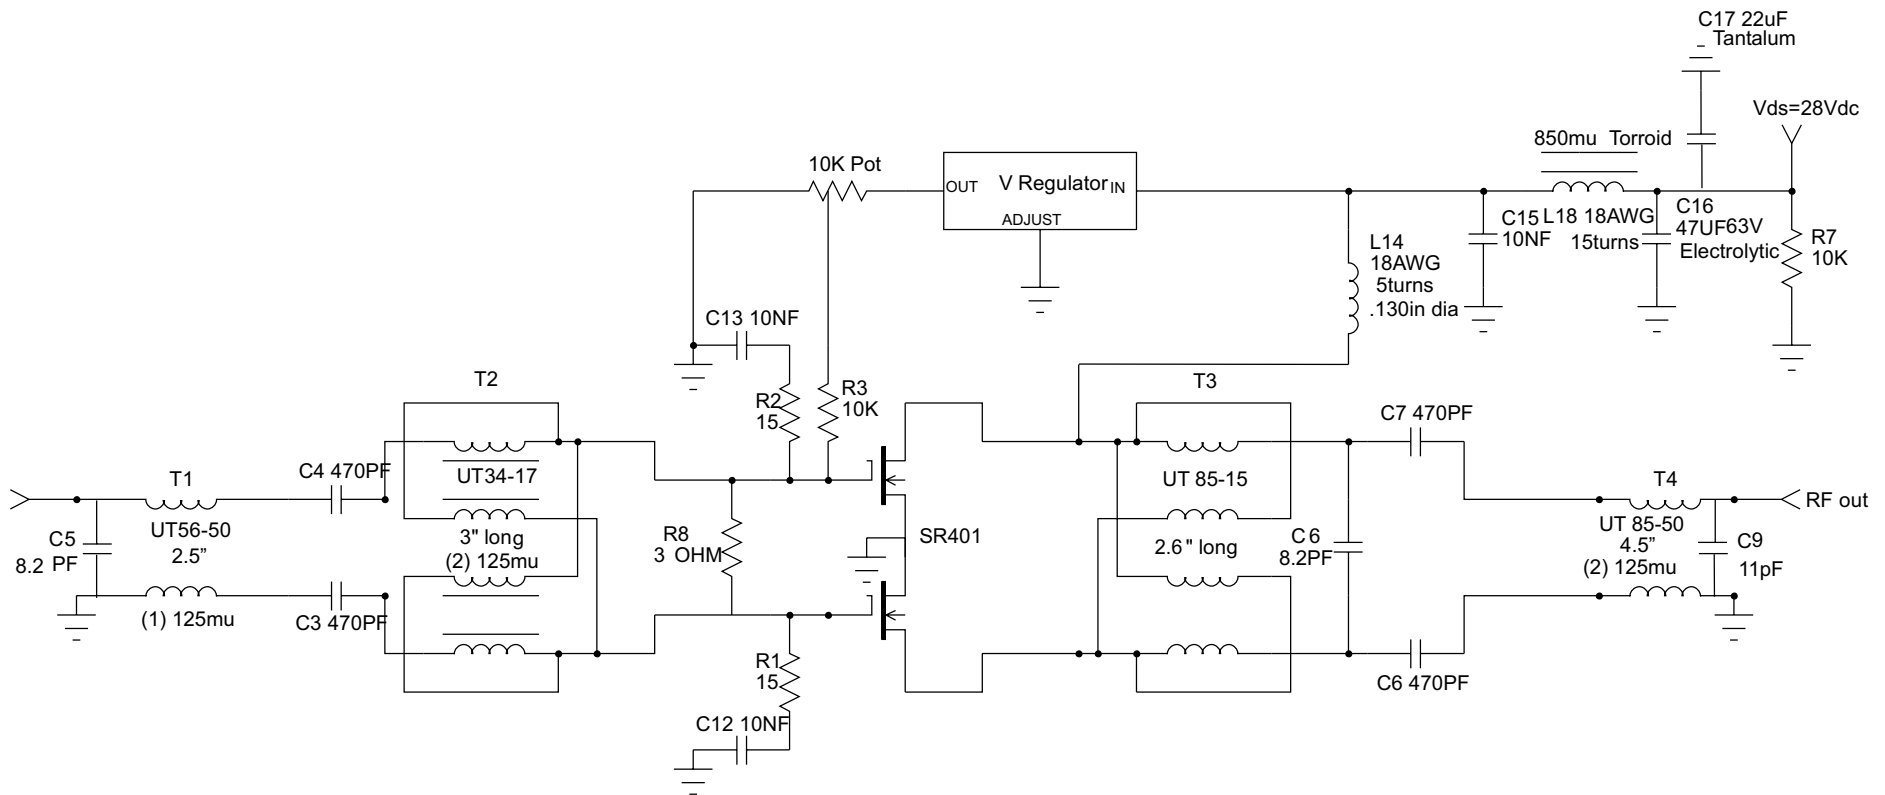 C17 22uF
Tantalum
Vds=28Vdc
850mu Torroid
10K Pot
OUT
V Regulator
IN
ADJUST
C15
10NF
L18 18AWG
15turns
C16
47UF63V
Electrolytic
R7
10K
L14
18AWG
5turns
.130in dia
C13 10NF
T2
R2
15
R3
10K
T3
C7 470PF
T1
C4 470PF
UT34-17
UT 85-15
T4
UT56-50
2.5”
C5
8.2 PF
3" long
(2) 125mu
R8
3 OHM
SR401
2.6" long
C6
8.2PF
UT 85-50
4.5”
(2) 125mu
RF out
C9
11pF
(1) 125mu
C3 470PF
R1
15
C6 470PF
C12 10NF